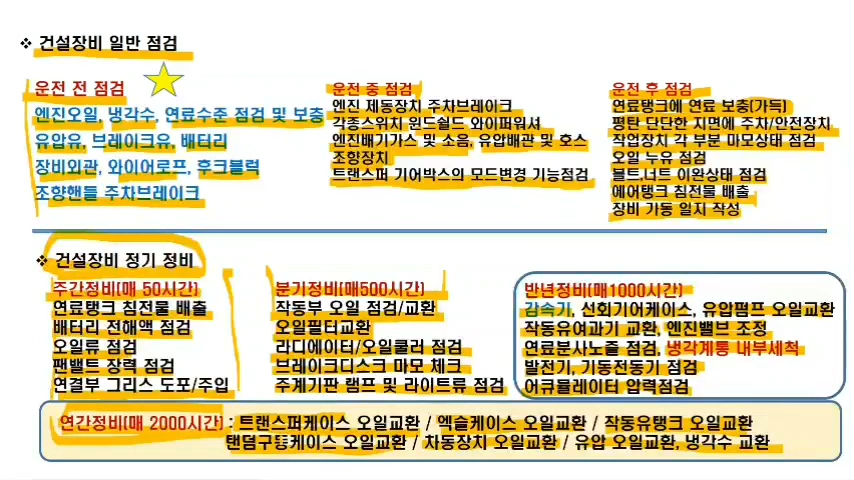 ❖ 건설장비 일반 점검
운전 전 점검
엔진오일, 냉각수, 연료수준 점검 및 보충
유압유, 브레이크유, 배터리
장비외관, 와이어로프, 후크블럭
조향핸들 주차브레이크
운전 중 점검
엔진 제동장치 주차브레이크
각종스위치 윈드쉴드 와이퍼워셔
엔진배기가스 및 소음, 유압배관 및 호스
조향장치
트랜스퍼 기어박스의 모드변경 기능점검
운전 후 점검
연료탱크에 연료 보충(가득)
평탄 단단한 지면에 주차/안전장치
작업장치 각 부분 마모상태 점검
오일 누유 점검
볼트.너트 이완상태 점검
에어탱크 침전물 배출
장비 가동 일지 작성
❖ 건설장비 정기 정비
주간정비(매 50시간)
연료탱크 침전물 배출
배터리 전해액 점검
오일류 점검
팬밸트 장력 점검
연결부 그리스 도포/주입
분기정비(매500시간)
작동부 오일 점검/교환
오일필터교환
라디에이터/오일쿨러 점검
브레이크디스크 마모 체크
주계기판 램프 및 라이트류 점검
반년정비(매1000시간)
감속기, 선회기어케이스, 유압펌프 오일교환
작동유여과기 교환, 엔진밸브 조정
연료분사노즐 점검, 냉각계통 내부세척
발전기, 기동전동기 점검
어큐뮬레이터 압력점검
연간정비(매 2000시간) : 트랜스퍼케이스 오일교환 / 엑슬케이스 오일교환 / 작동유탱크 오일교환
탠덤구동케이스 오일교환 / 차동장치 오일교환 / 유압 오일교환, 냉각수 교환